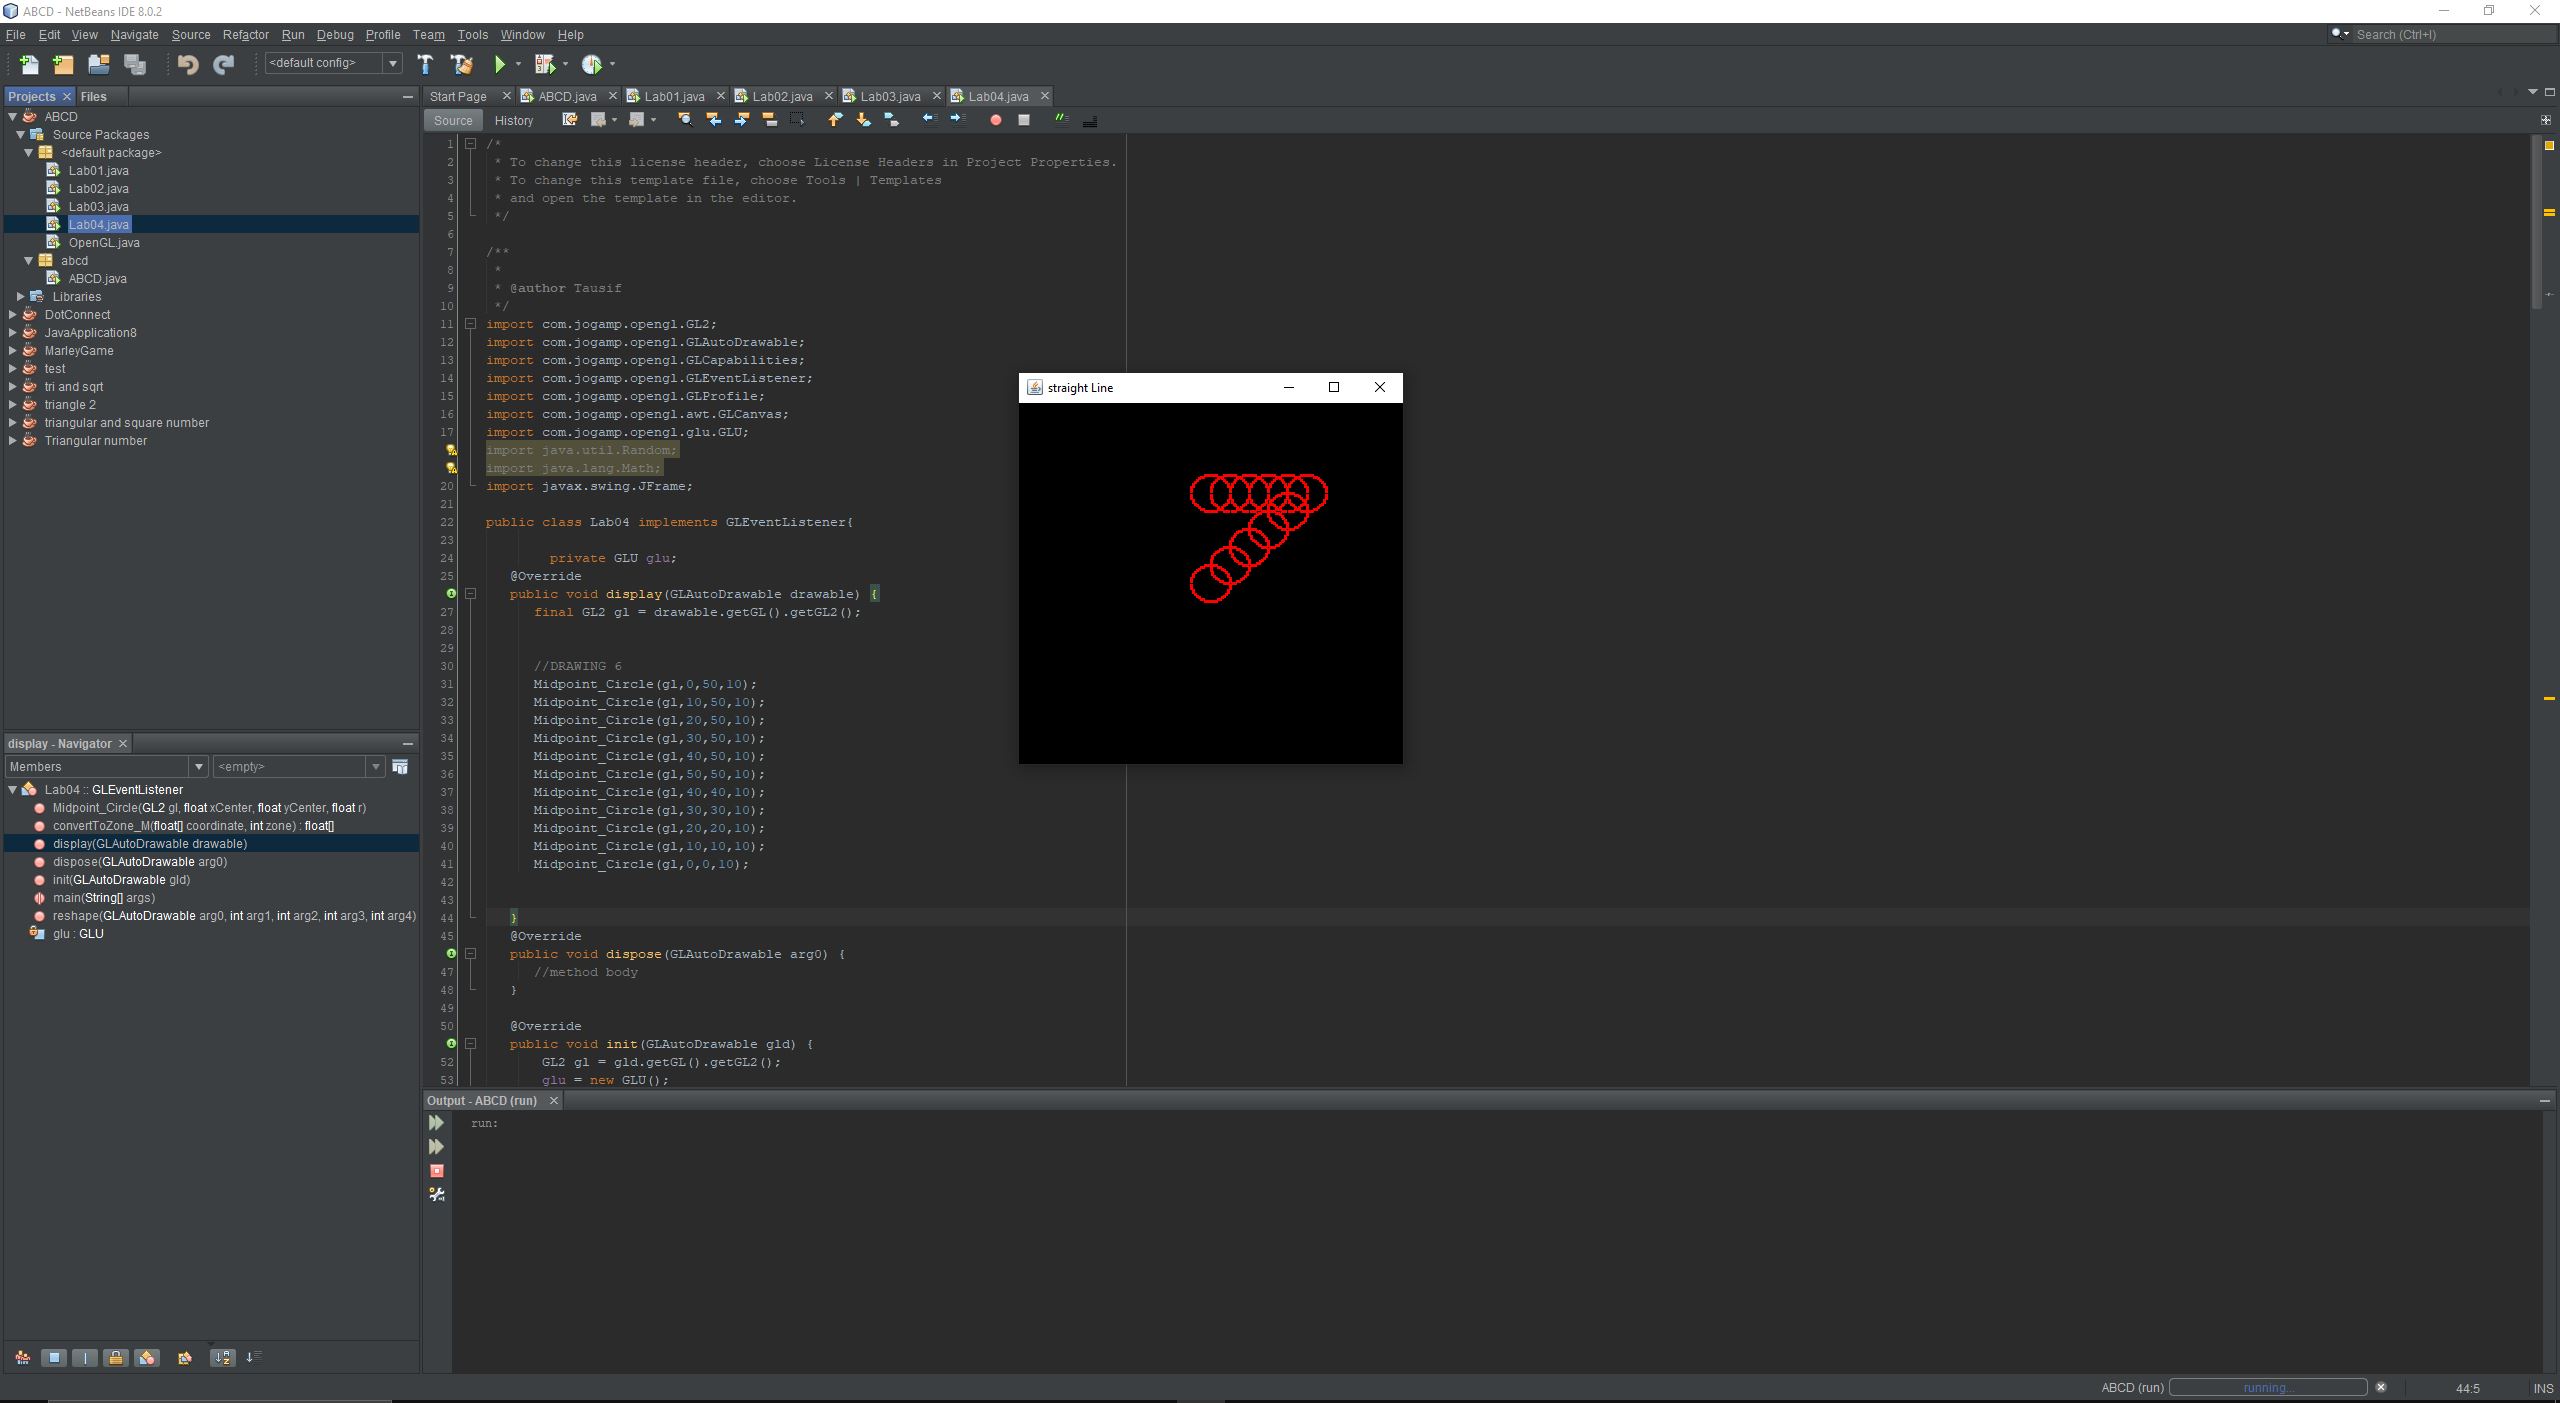 ABCD - NetBeans IDE 8.0.2
File Edit View Navigate Source Refactor Run Debug Profile Team Tools Window Help
Search (Ctrl+I)
<default config>
Projects Files
ABCD
Source Packages
<default package>
Lab01.java
Lab02.java
Lab03.java
Lab04.java
OpenGL.java
abcd
ABCD.java
Libraries
DotConnect
JavaApplication8
MarleyGame
test
tri and sqrt
triangle 2
triangular and square number
Triangular number
display - Navigator
Members <empty>
Lab04 :: GLEventListener
Midpoint_Circle(GL2 gl, float xCenter, float yCenter, float r)
convertToZone_M(float[] coordinate, int zone) : float[]
display(GLAutoDrawable drawable)
dispose(GLAutoDrawable arg0)
init(GLAutoDrawable gld)
main(String[] args)
reshape(GLAutoDrawable arg0, int arg1, int arg2, int arg3, int arg4)
glu : GLU
Start Page ABCD.java Lab01.java Lab02.java Lab03.java Lab04.java
Source History
1 /*
2 * To change this license header, choose License Headers in Project Properties.
3 * To change this template file, choose Tools | Templates
4 * and open the template in the editor.
5 */
6
7 /**
8 *
9 * @author Tausif
10 */
11 import com.jogamp.opengl.GL2;
12 import com.jogamp.opengl.GLAutoDrawable;
13 import com.jogamp.opengl.GLCapabilities;
14 import com.jogamp.opengl.GLEventListener;
15 import com.jogamp.opengl.GLProfile;
16 import com.jogamp.opengl.awt.GLCanvas;
17 import com.jogamp.opengl.glu.GLU;
import java.util.Random;
import java.lang.Math;
20 import javax.swing.JFrame;
21
22 public class Lab04 implements GLEventListener{
23
24 private GLU glu;
25 @Override
public void display(GLAutoDrawable drawable) {
27 final GL2 gl = drawable.getGL().getGL2();
28
29
30 //DRAWING 6
31 Midpoint_Circle(gl,0,50,10);
32 Midpoint_Circle(gl,10,50,10);
33 Midpoint_Circle(gl,20,50,10);
34 Midpoint_Circle(gl,30,50,10);
35 Midpoint_Circle(gl,40,50,10);
36 Midpoint_Circle(gl,50,50,10);
37 Midpoint_Circle(gl,40,40,10);
38 Midpoint_Circle(gl,30,30,10);
39 Midpoint_Circle(gl,20,20,10);
40 Midpoint_Circle(gl,10,10,10);
41 Midpoint_Circle(gl,0,0,10);
42
43
44 }
45 @Override
public void dispose(GLAutoDrawable arg0) {
47 //method body
48 }
49
50 @Override
public void init(GLAutoDrawable gld) {
52 GL2 gl = gld.getGL().getGL2();
53 glu = new GLU();
straight Line
Output - ABCD (run)
run:
ABCD (run) running... 44:5 INS